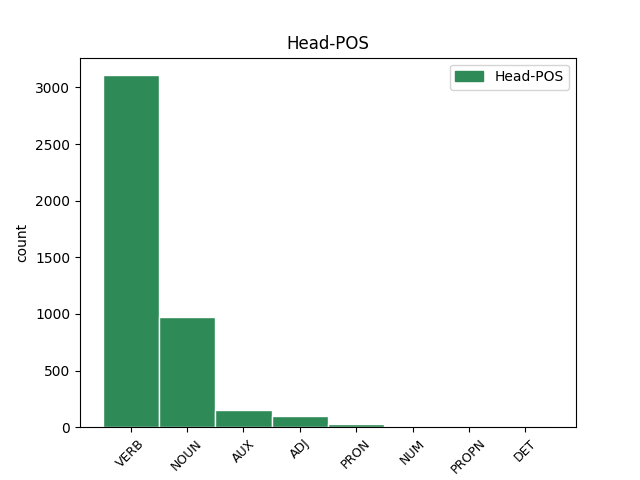 Head-POS
Head-POS
3000
2500
2000
1500
1000
500
0
count
VERB
NOUN
AUX
ADJ
PRON
NUM
PROPN
DET